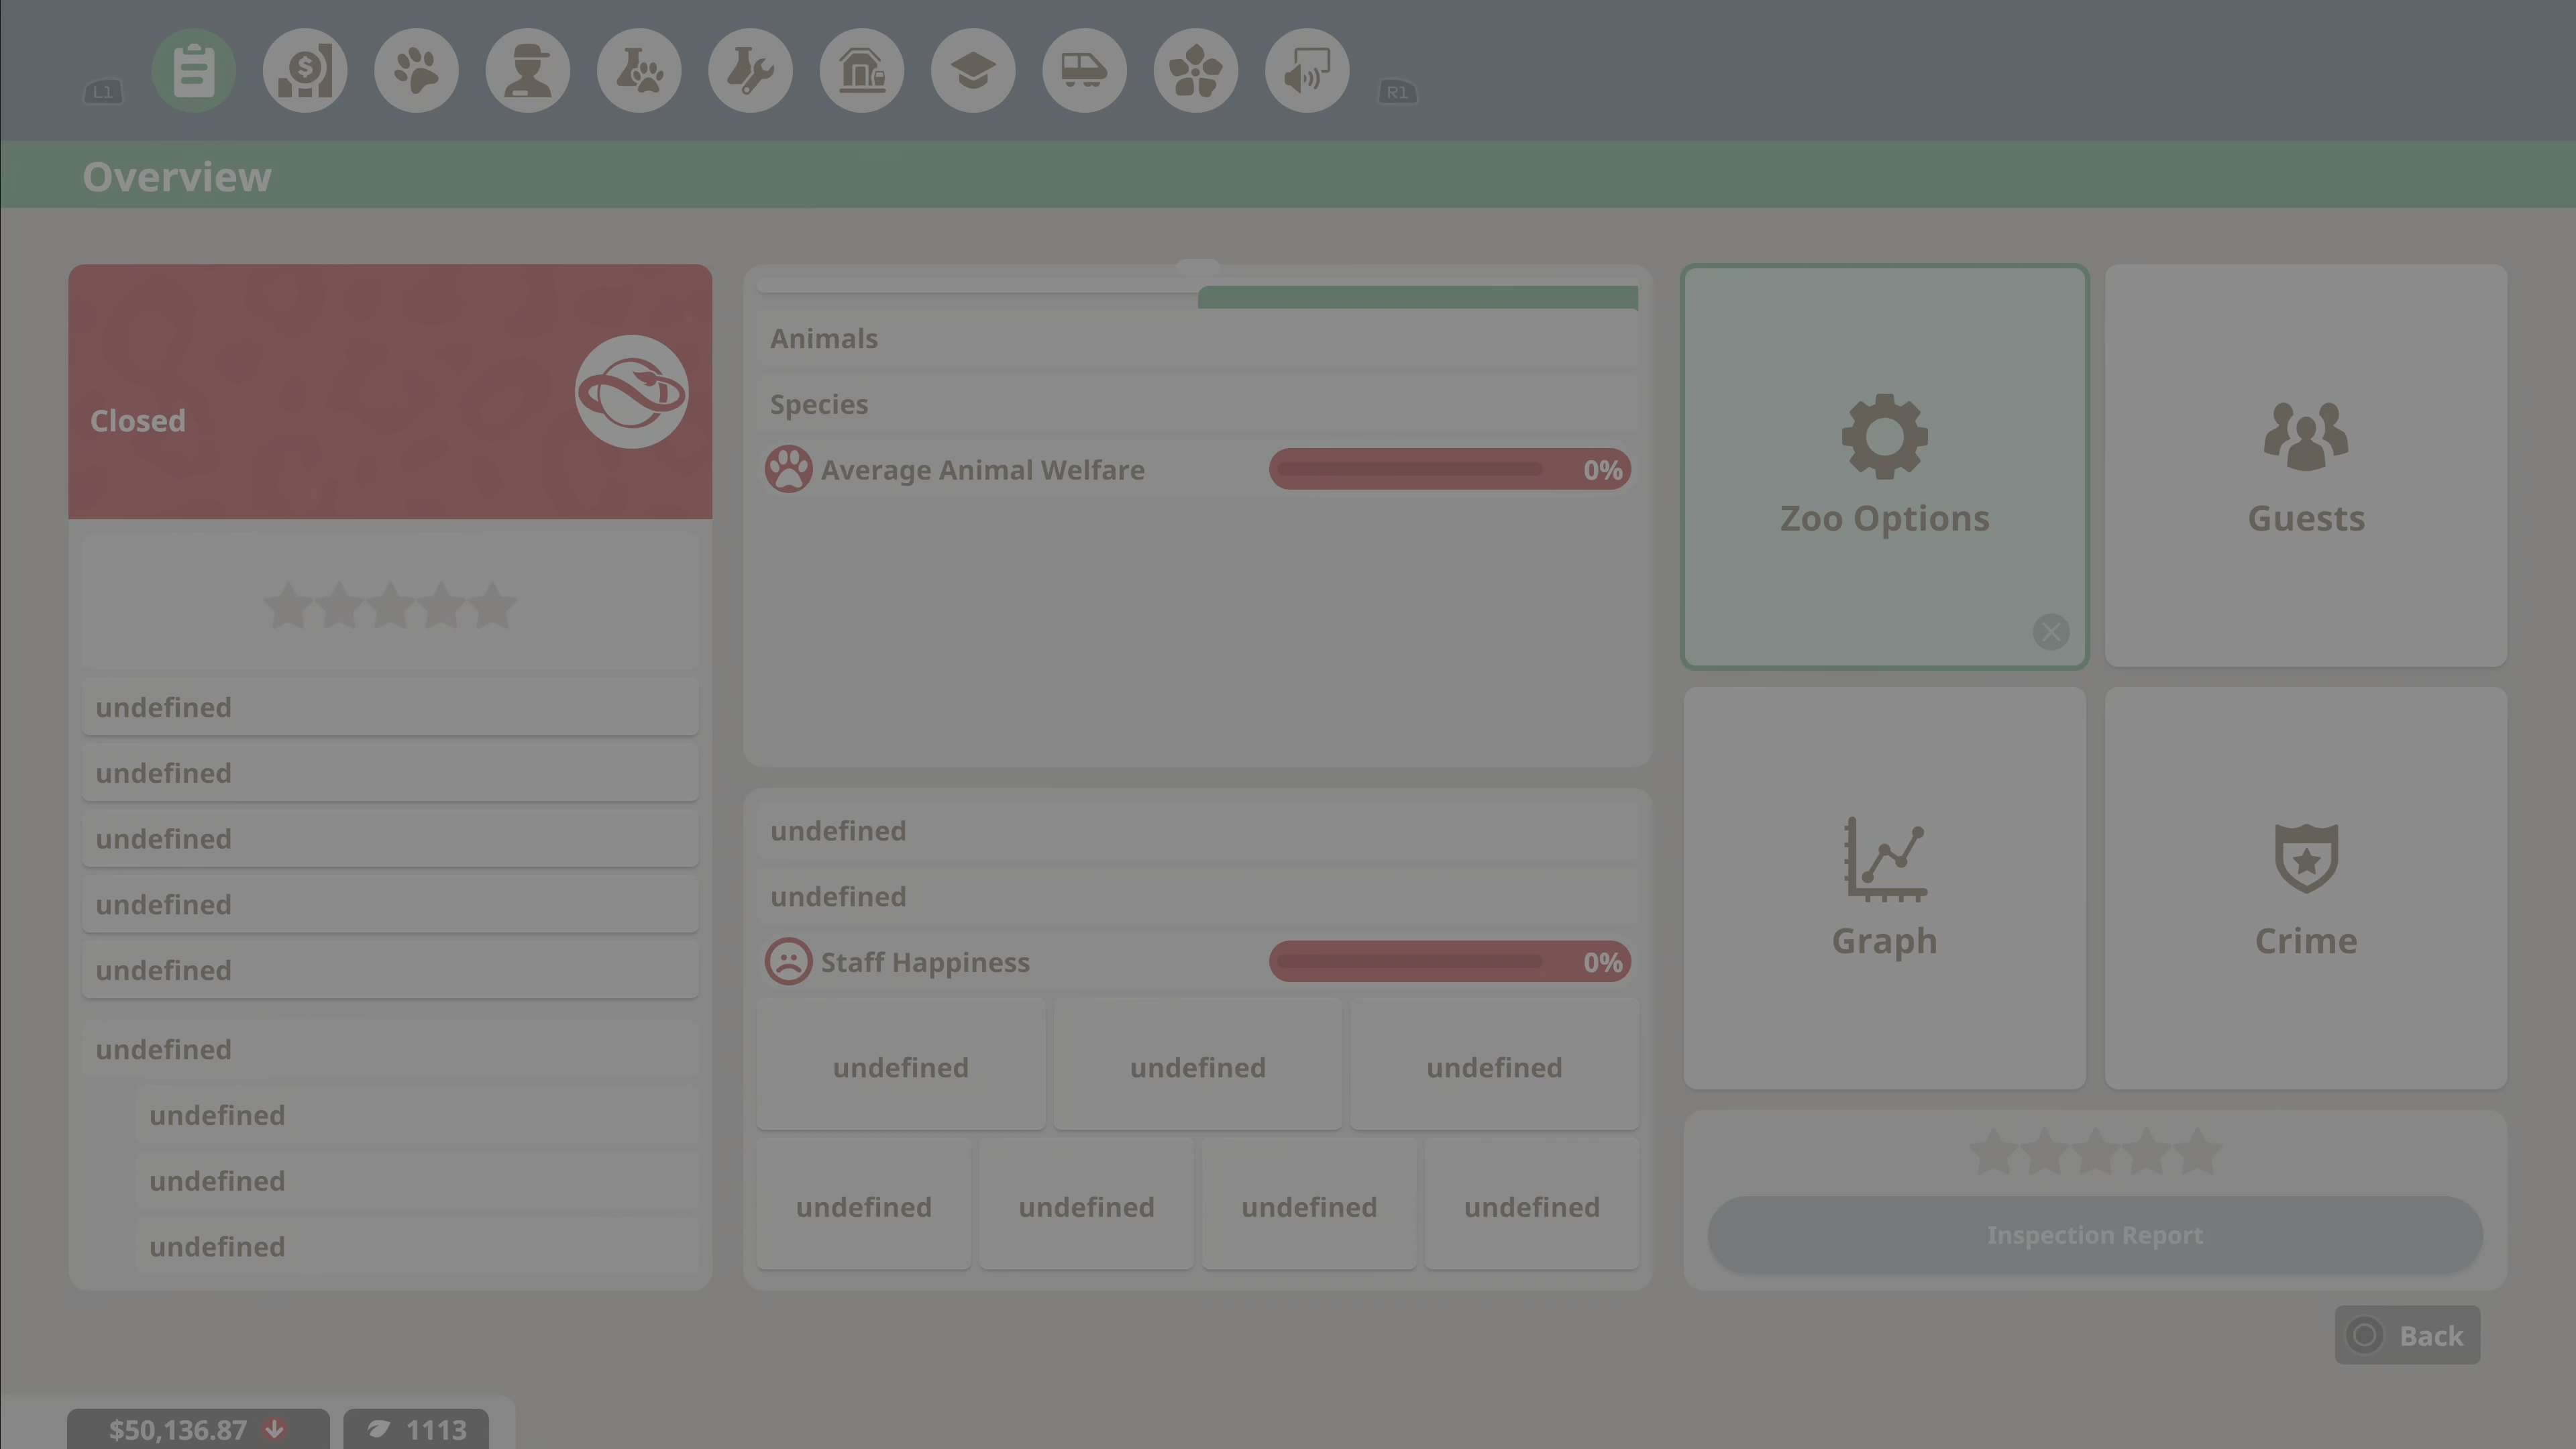 L1
R1
Overview
Closed
undefined
undefined
undefined
undefined
undefined
undefined
undefined
undefined
undefined
Animals
Species
Average Animal Welfare 0%
undefined
undefined
Staff Happiness 0%
undefined undefined undefined
undefined undefined undefined undefined
Zoo Options
Guests
Graph
Crime
Inspection Report
Back
$50,136.87
1113